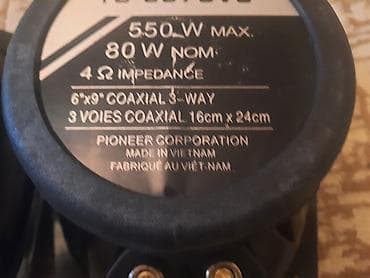 550 W MAX.
80 W NOM.
4 Ω IMPEDANCE
6"x9" COAXIAL 3-WAY
3 VOIES COAXIAL 16cm x 24cm
PIONEER CORPORATION
MADE IN VIETNAM
FABRIQUÉ AU VIÊT-NAM